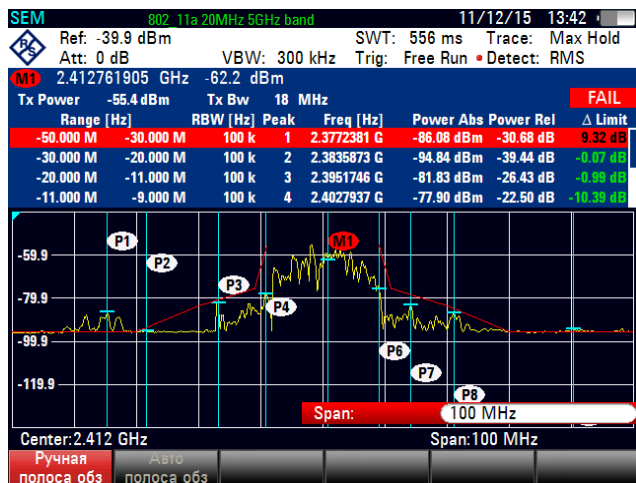 SEM 802_11a 20MHz 5GHz band 11/12/15 13:42
Ref: -39.9 dBm SWT: 556 ms Trace: Max Hold
Att: 0 dB VBW: 300 kHz Trig: Free Run Detect: RMS
M1 2.412761905 GHz -62.2 dBm
Tx Power -55.4 dBm Tx Bw 18 MHz FAIL
Range [Hz] RBW [Hz] Peak Freq [Hz] Power Abs Power Rel Δ Limit
-50.000 M -30.000 M 100 k 1 2.3772381 G -86.08 dBm -30.68 dB 9.32 dB
-30.000 M -20.000 M 100 k 2 2.3835873 G -94.84 dBm -39.44 dB -0.07 dB
-20.000 M -11.000 M 100 k 3 2.3951746 G -81.83 dBm -26.43 dB -0.99 dB
-11.000 M -9.000 M 100 k 4 2.4027937 G -77.90 dBm -22.50 dB -10.39 dB
P1 M1
-59.9 P2
P3
-79.9 P4
-99.9 P6
P7
-119.9 P8
Span: 100 MHz
Center:2.412 GHz Span:100 MHz
Ручная Авто
полоса обз полоса обз